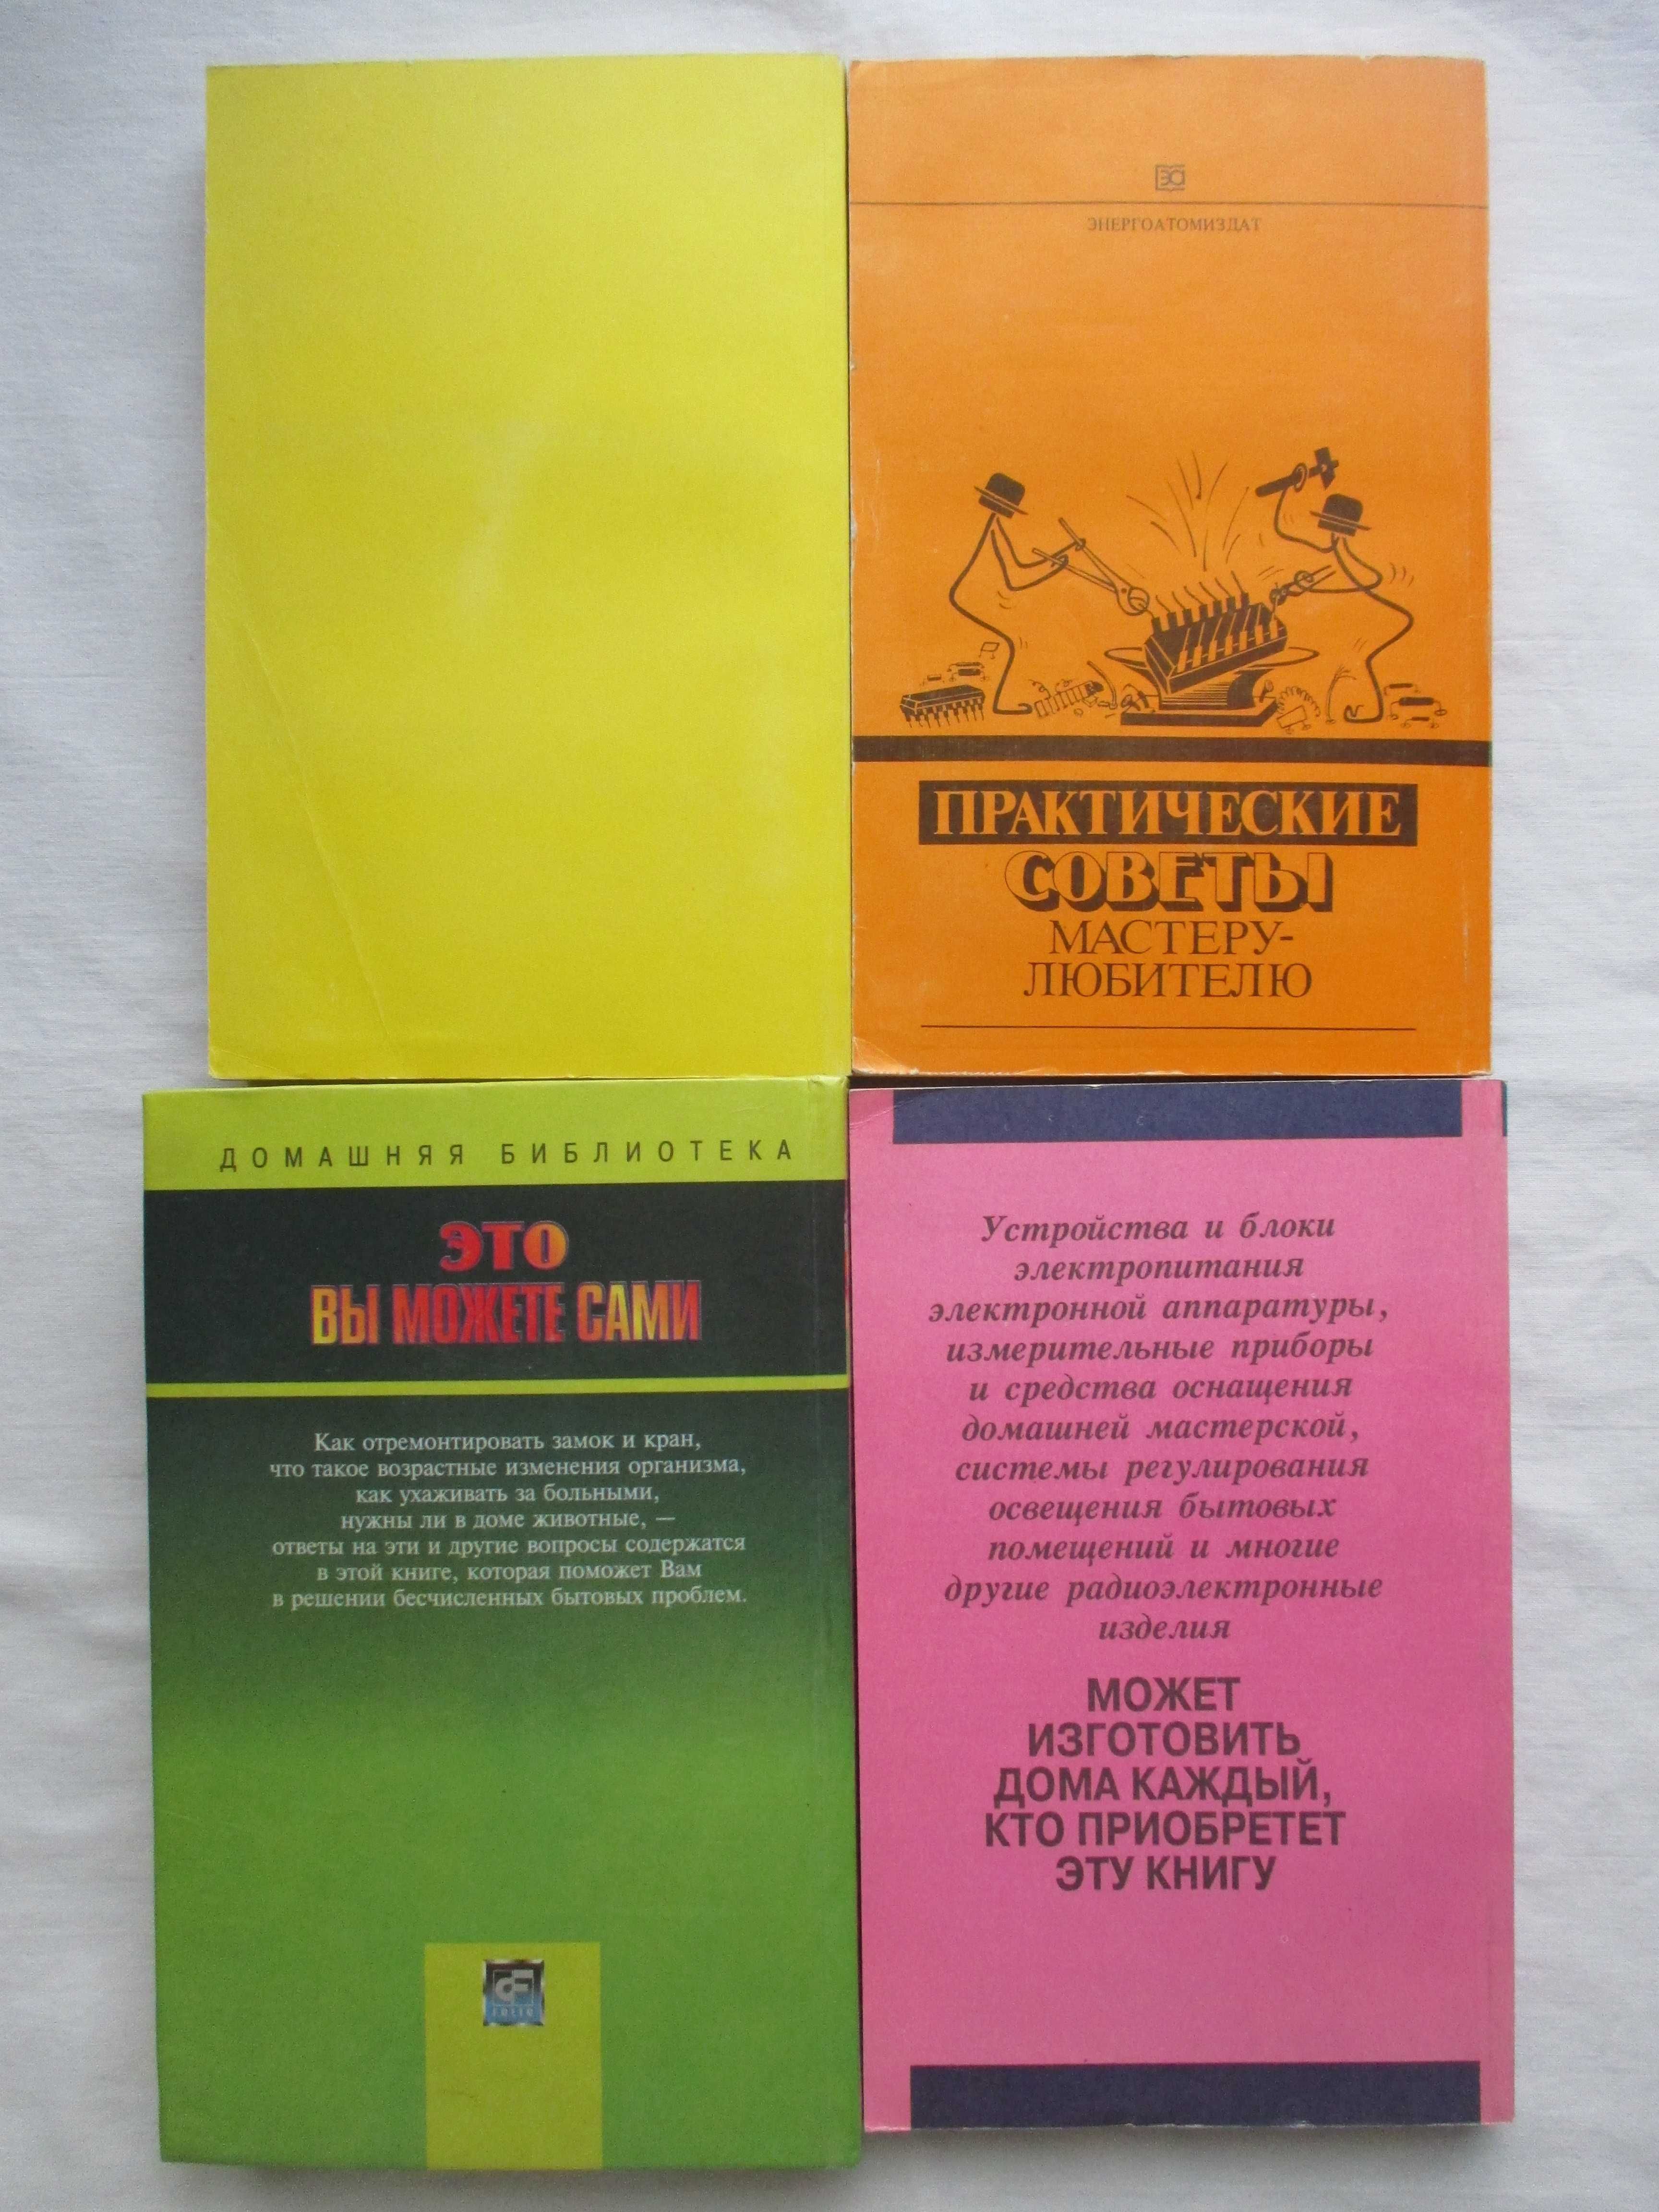 ЭНЕРГОАТОМИЗДАТ
ПРАКТИЧЕСКИЕ
СОВЕТЫ
МАСТЕРУ-
ЛЮБИТЕЛЮ
ДОМАШНЯЯ БИБЛИОТЕКА
ЭТО
ВЫ МОЖЕТЕ САМИ
Как отремонтировать замок и кран,
что такое возрастные изменения организма,
как ухаживать за больными,
нужны ли в доме животные, —
ответы на эти и другие вопросы содержатся
в этой книге, которая поможет Вам
в решении бесчисленных бытовых проблем.
folio
Устройства и блоки
электропитания
электронной аппаратуры,
измерительные приборы
и средства оснащения
домашней мастерской,
системы регулирования
освещения бытовых
помещений и многие
другие радиоэлектронные
изделия
МОЖЕТ
ИЗГОТОВИТЬ
ДОМА КАЖДЫЙ,
КТО ПРИОБРЕТЕТ
ЭТУ КНИГУ